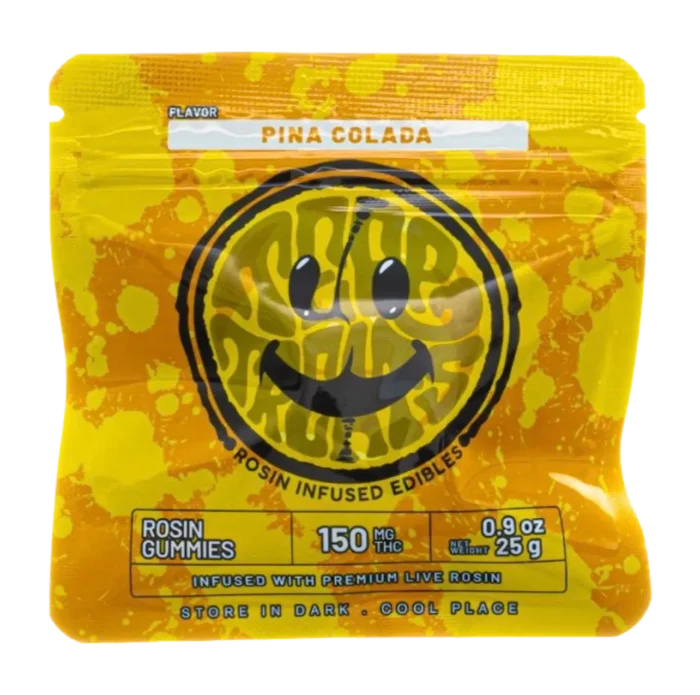 FLAVOR
PINA COLADA
ROSIN INFUSED EDIBLES
ROSIN
GUMMIES
150 MG
THC
0.9 oz
NET
WEIGHT 25 g
INFUSED WITH PREMIUM LIVE ROSIN
STORE IN DARK . COOL PLACE